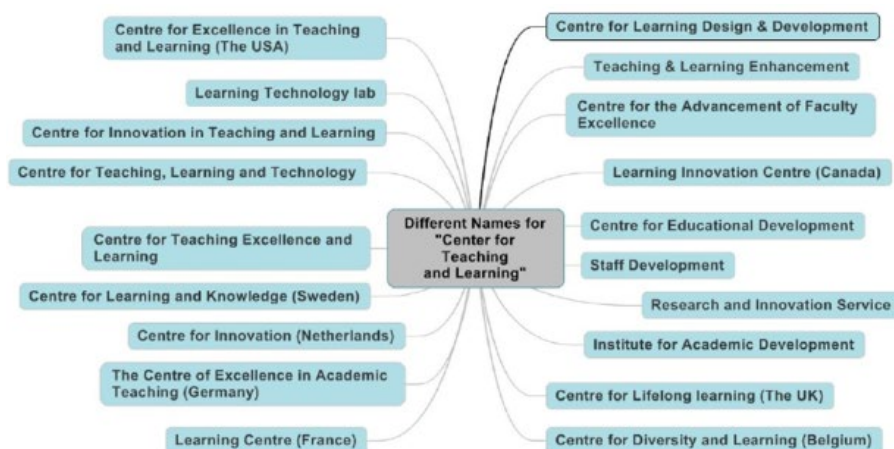 Centre for Excellence in Teaching
and Learning (The USA)
Learning Technology lab
Centre for Innovation in Teaching and Learning
Centre for Teaching, Learning and Technology
Centre for Teaching Excellence and
Learning
Centre for Learning and Knowledge (Sweden)
Centre for Innovation (Netherlands)
The Centre of Excellence in Academic
Teaching (Germany)
Learning Centre (France)
Different Names for
"Center for
Teaching
and Learning"
Centre for Learning Design & Development
Teaching & Learning Enhancement
Centre for the Advancement of Faculty
Excellence
Learning Innovation Centre (Canada)
Centre for Educational Development
Staff Development
Research and Innovation Service
Institute for Academic Development
Centre for Lifelong learning (The UK)
Centre for Diversity and Learning (Belgium)